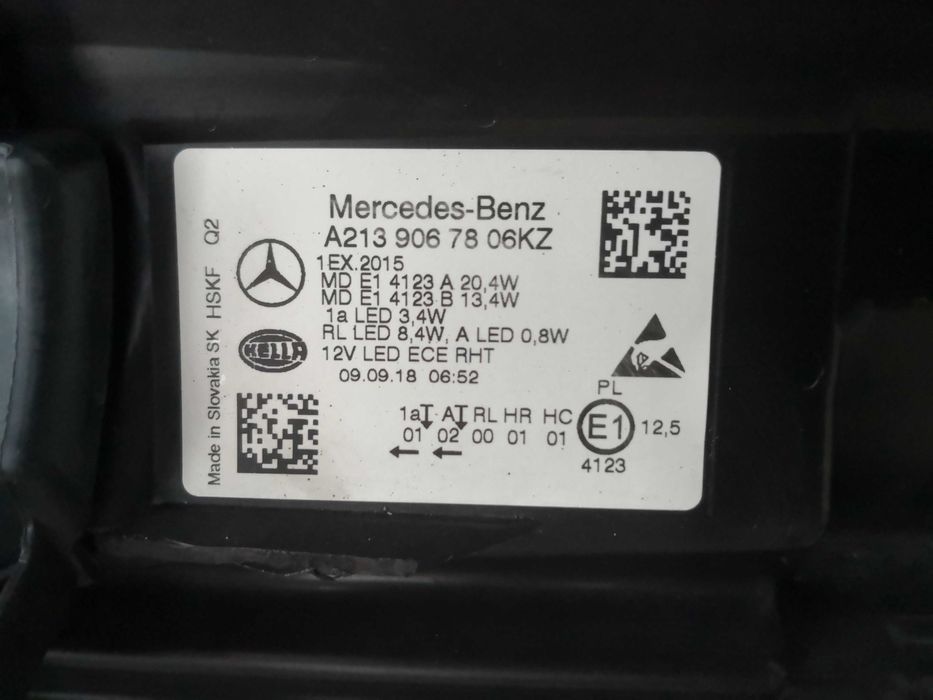 Mercedes-Benz
A213 906 78 06KZ
1EX.2015
MD E1 4123 A 20,4W
MD E1 4123 B 13,4W
1a LED 3,4W
RL LED 8,4W, A LED 0,8W
12V LED ECE RHT
09.09.18 06:52
HELLA
Made in Slovakia SK HSKF Q2
1a A RL HR HC
01 02 00 01 01
PL
E1 12,5
4123